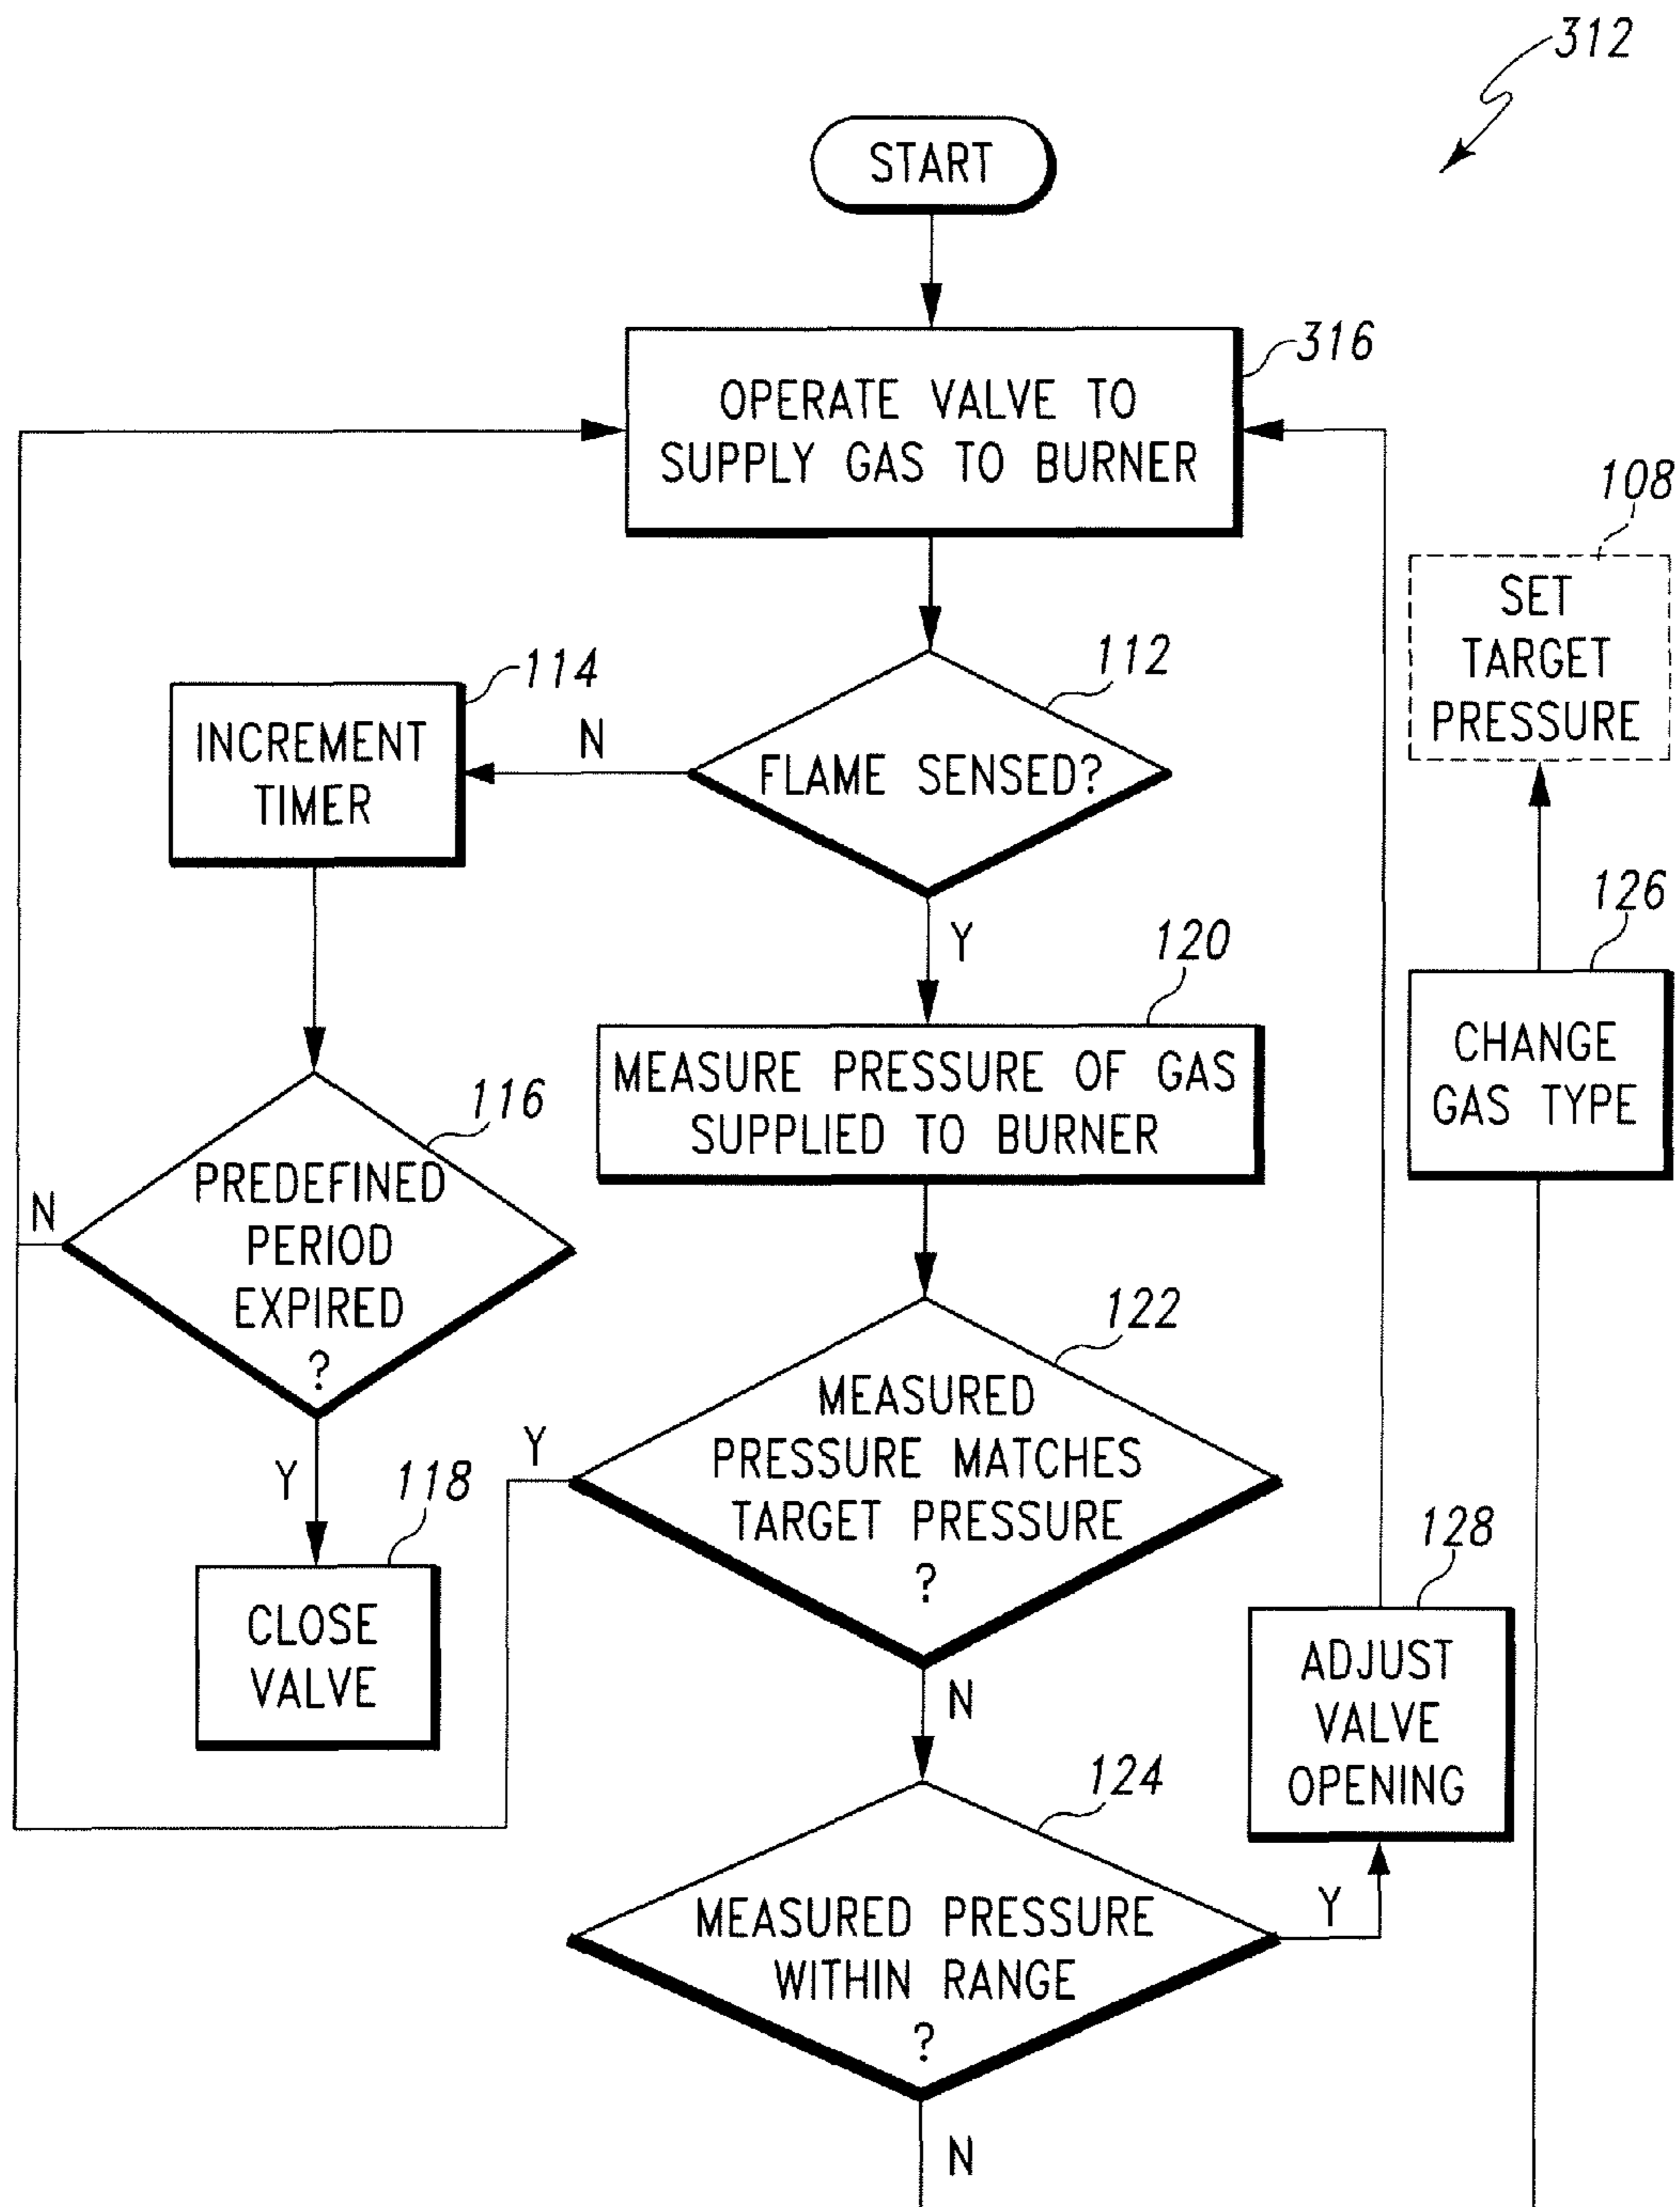 312
START
316
OPERATE VALVE TO
SUPPLY GAS TO BURNER
108
SET
TARGET
PRESSURE
112
FLAME SENSED?
N
Y
114
INCREMENT
TIMER
126
CHANGE
GAS TYPE
120
MEASURE PRESSURE OF GAS
SUPPLIED TO BURNER
116
PREDEFINED
PERIOD
EXPIRED
?
N
Y
118
CLOSE
VALVE
122
MEASURED
PRESSURE MATCHES
TARGET PRESSURE
?
Y
N
128
ADJUST
VALVE
OPENING
124
MEASURED PRESSURE
WITHIN RANGE
?
Y
N